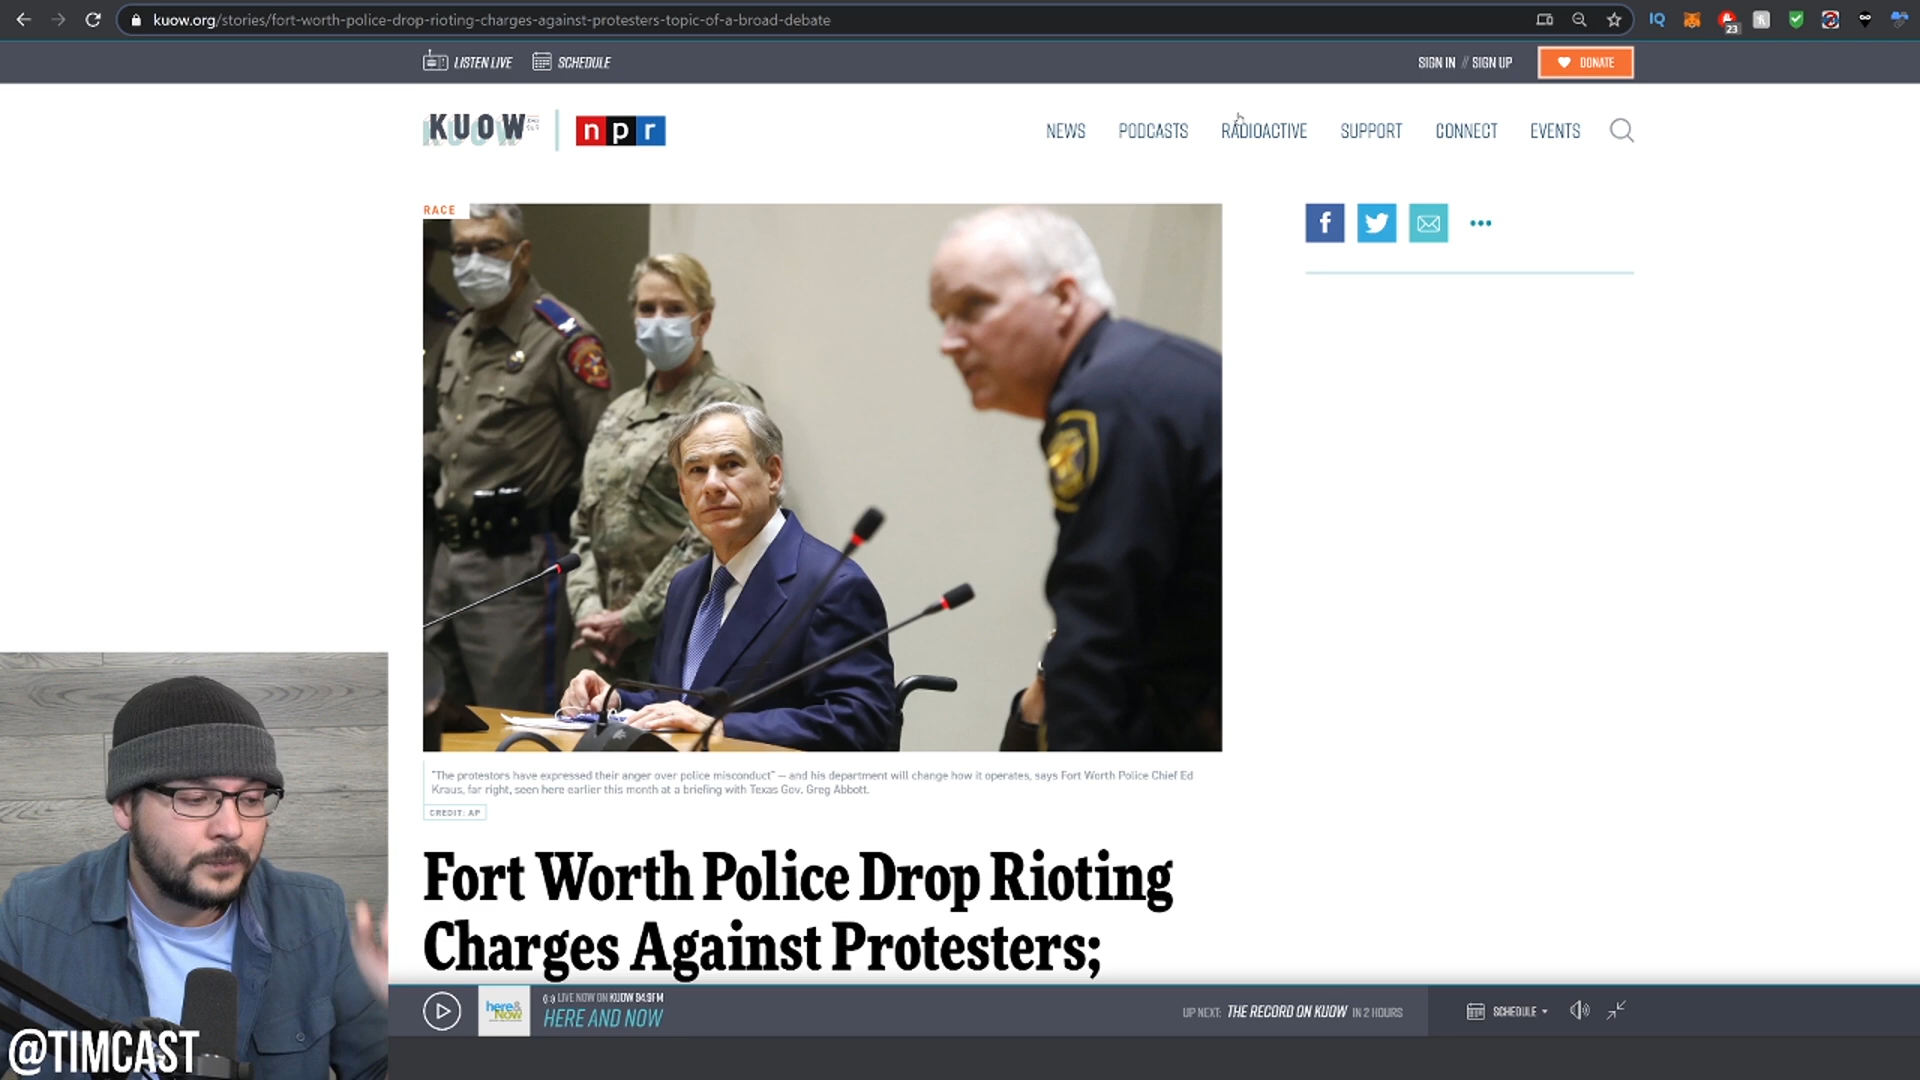 kuow.org/stories/fort-worth-police-drop-rioting-charges-against-protesters-topic-of-a-broad-debate
23
LISTEN LIVE
SCHEDULE
SIGN IN // SIGN UP
DONATE
KUOW
npr
NEWS
PODCASTS
RADIOACTIVE
SUPPORT
CONNECT
EVENTS
RACE
"The protestors have expressed their anger over police misconduct" — and his department will change how it operates, says Fort Worth Police Chief Ed
Kraus, far right, seen here earlier this month at a briefing with Texas Gov. Greg Abbott.
CREDIT: AP
Fort Worth Police Drop Rioting
Charges Against Protesters;
here&
Now
LIVE NOW ON KUOW 94.9FM
HERE AND NOW
UP NEXT: THE RECORD ON KUOW IN 2 HOURS
SCHEDULE
@TIMCAST